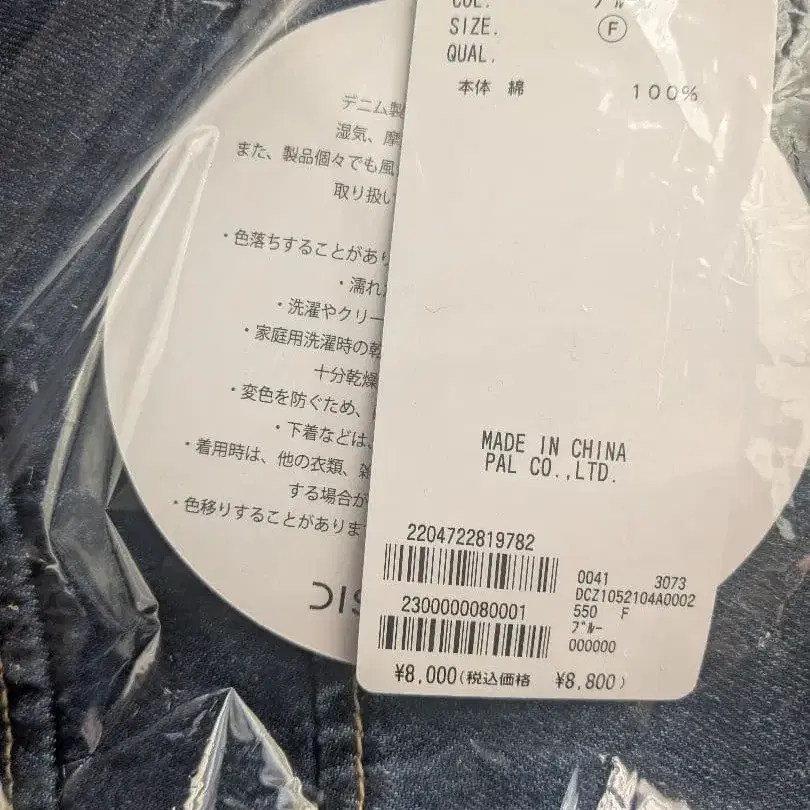 COL.
ブルー
SIZE. Ⓕ
QUAL.
本体 綿 100%
デニム製
湿気、摩
また、製品個々でも風
取り扱い
・色落ちすることがあり
・濡れ
・洗濯やクリー
・家庭用洗濯時の乾
十分乾燥
・変色を防ぐため、
・下着などは、
・着用時は、他の衣類、雑
する場合が
・色移りすることがありま
SIC
MADE IN CHINA
PAL CO.,LTD.
2204722819782
0041 3073
DCZ1052104A0002
2300000080001
550 F
ブルー
000000
¥8,000(税込価格 ¥8,800)